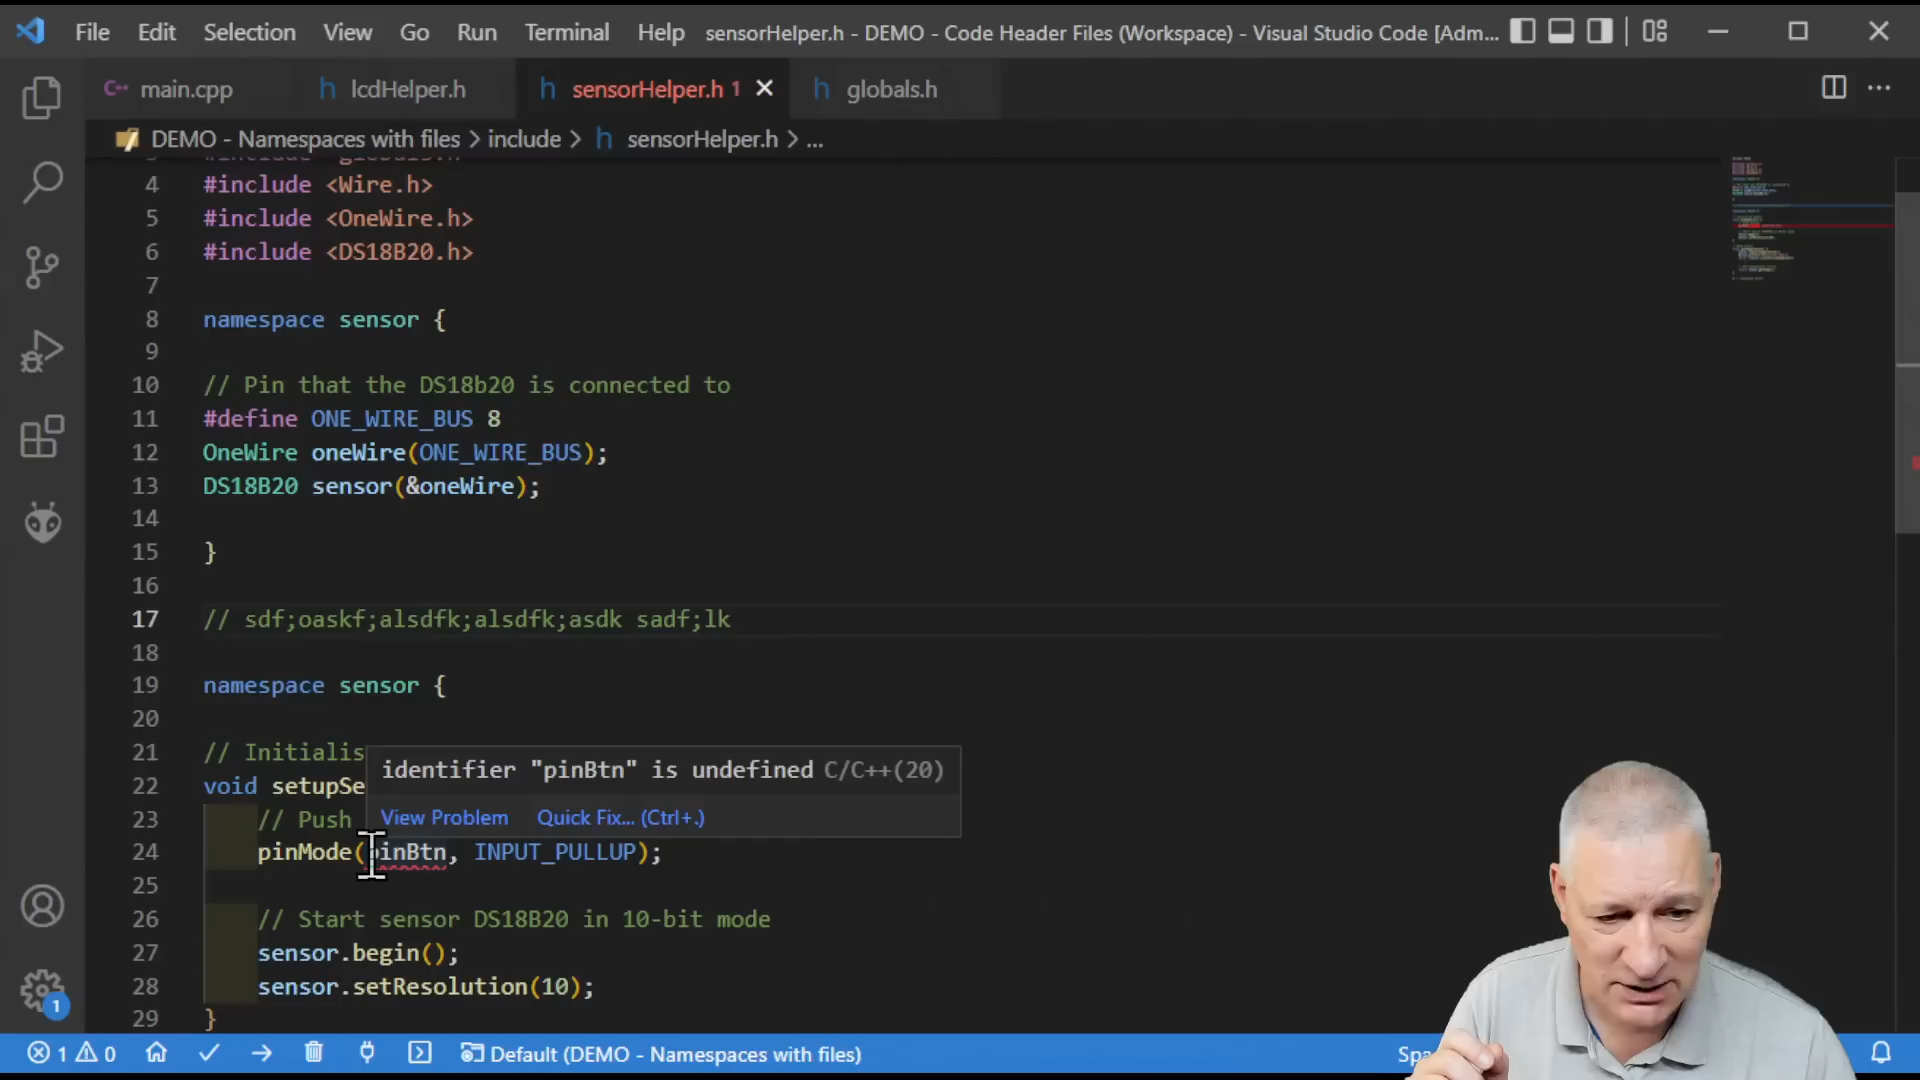 File Edit Selection View Go Run Terminal Help sensorHelper.h - DEMO - Code Header Files (Workspace) - Visual Studio Code [Adm...
main.cpp h lcdHelper.h h sensorHelper.h 1 h globals.h
DEMO - Namespaces with files > include > h sensorHelper.h > ...
#include globals.h
4 #include <Wire.h>
5 #include <OneWire.h>
6 #include <DS18B20.h>
7
8 namespace sensor {
9
10 // Pin that the DS18b20 is connected to
11 #define ONE_WIRE_BUS 8
12 OneWire oneWire(ONE_WIRE_BUS);
13 DS18B20 sensor(&oneWire);
14
15 }
16
17 // sdf;oaskf;alsdfk;alsdfk;asdk sadf;lk
18
19 namespace sensor {
20
21 // Initialis
identifier "pinBtn" is undefined C/C++(20)
22 void setupSe
23 // Push
View Problem Quick Fix... (Ctrl+.)
24 pinMode(pinBtn, INPUT_PULLUP);
25
26 // Start sensor DS18B20 in 10-bit mode
27 sensor.begin();
28 sensor.setResolution(10);
29 }
1
1 0 Default (DEMO - Namespaces with files) Spa